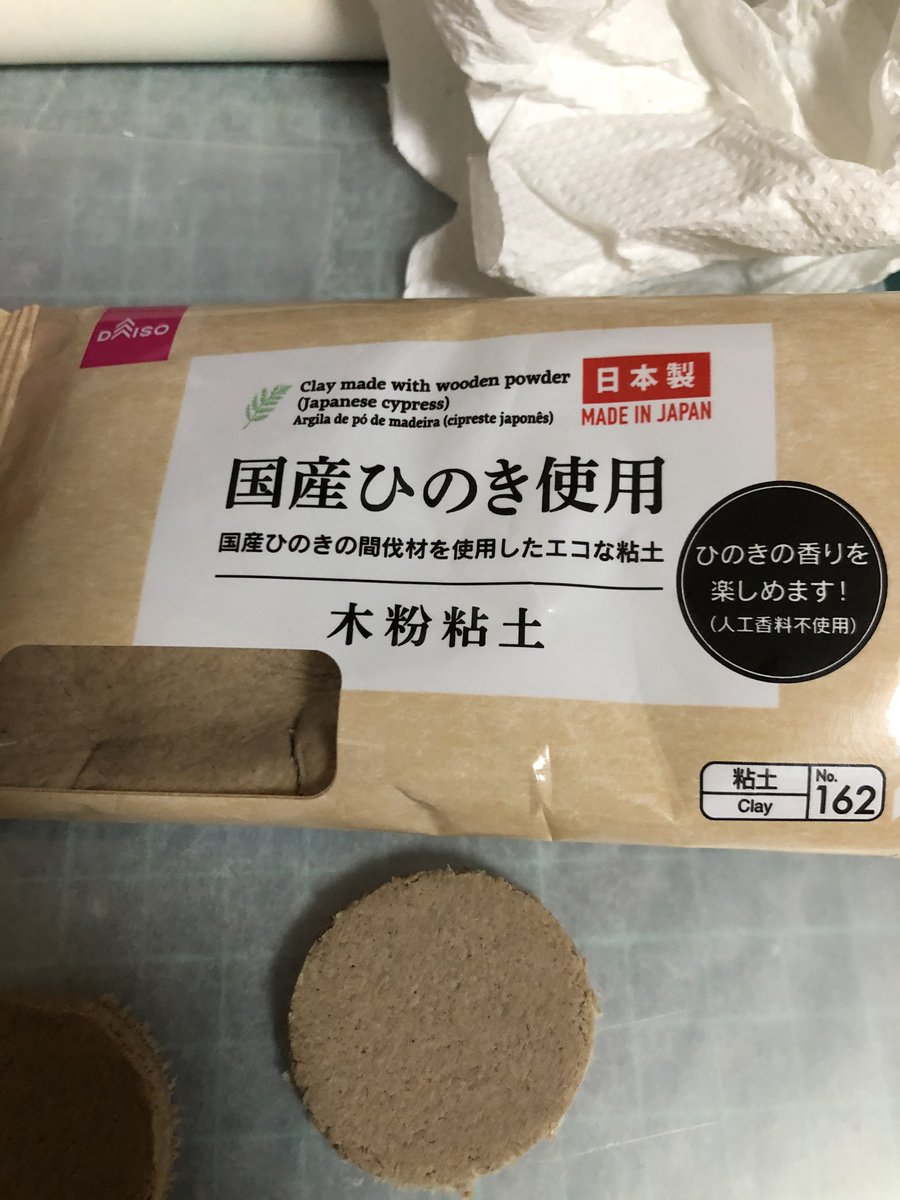 DAISO
Clay made with wooden powder
(Japanese cypress)
Argila de pó de madeira (cipreste japonês)
日本製
MADE IN JAPAN
国産ひのき使用
国産ひのきの間伐材を使用したエコな粘土
木粉粘土
ひのきの香りを
楽しめます!
(人工香料不使用)
粘土
Clay
No.
162